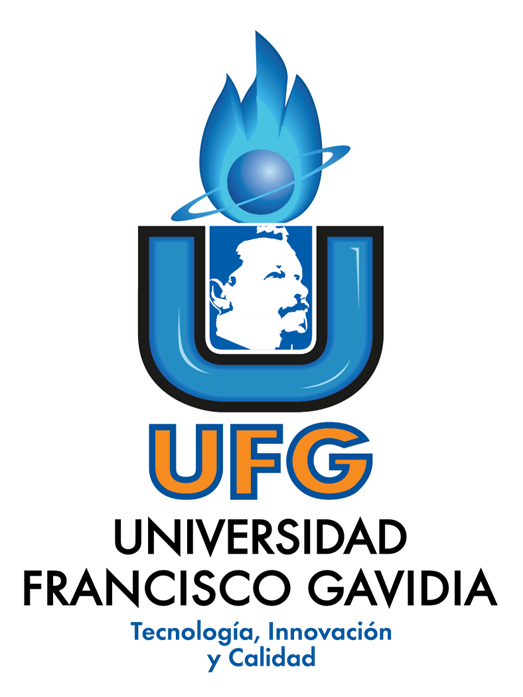 UFG
UNIVERSIDAD
FRANCISCO GAVIDIA
Tecnología, Innovación
y Calidad